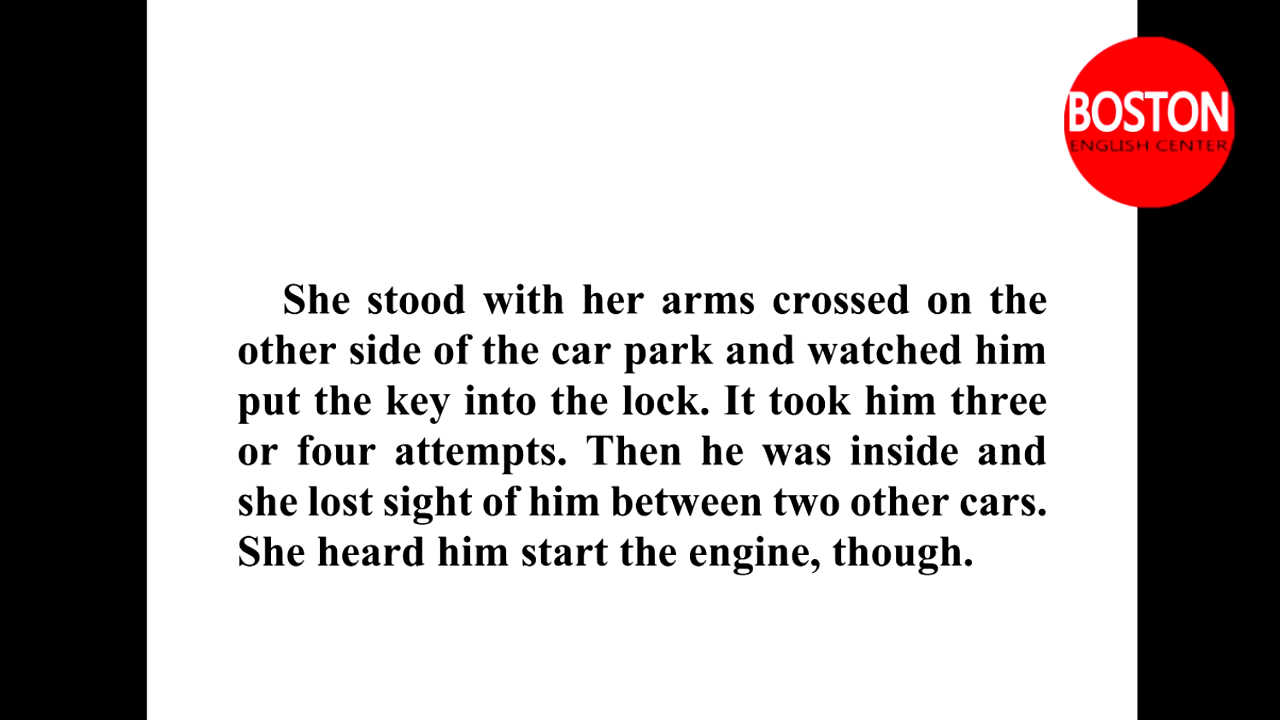 BOSTON
ENGLISH CENTER
She stood with her arms crossed on the
other side of the car park and watched him
put the key into the lock. It took him three
or four attempts. Then he was inside and
she lost sight of him between two other cars.
She heard him start the engine, though.